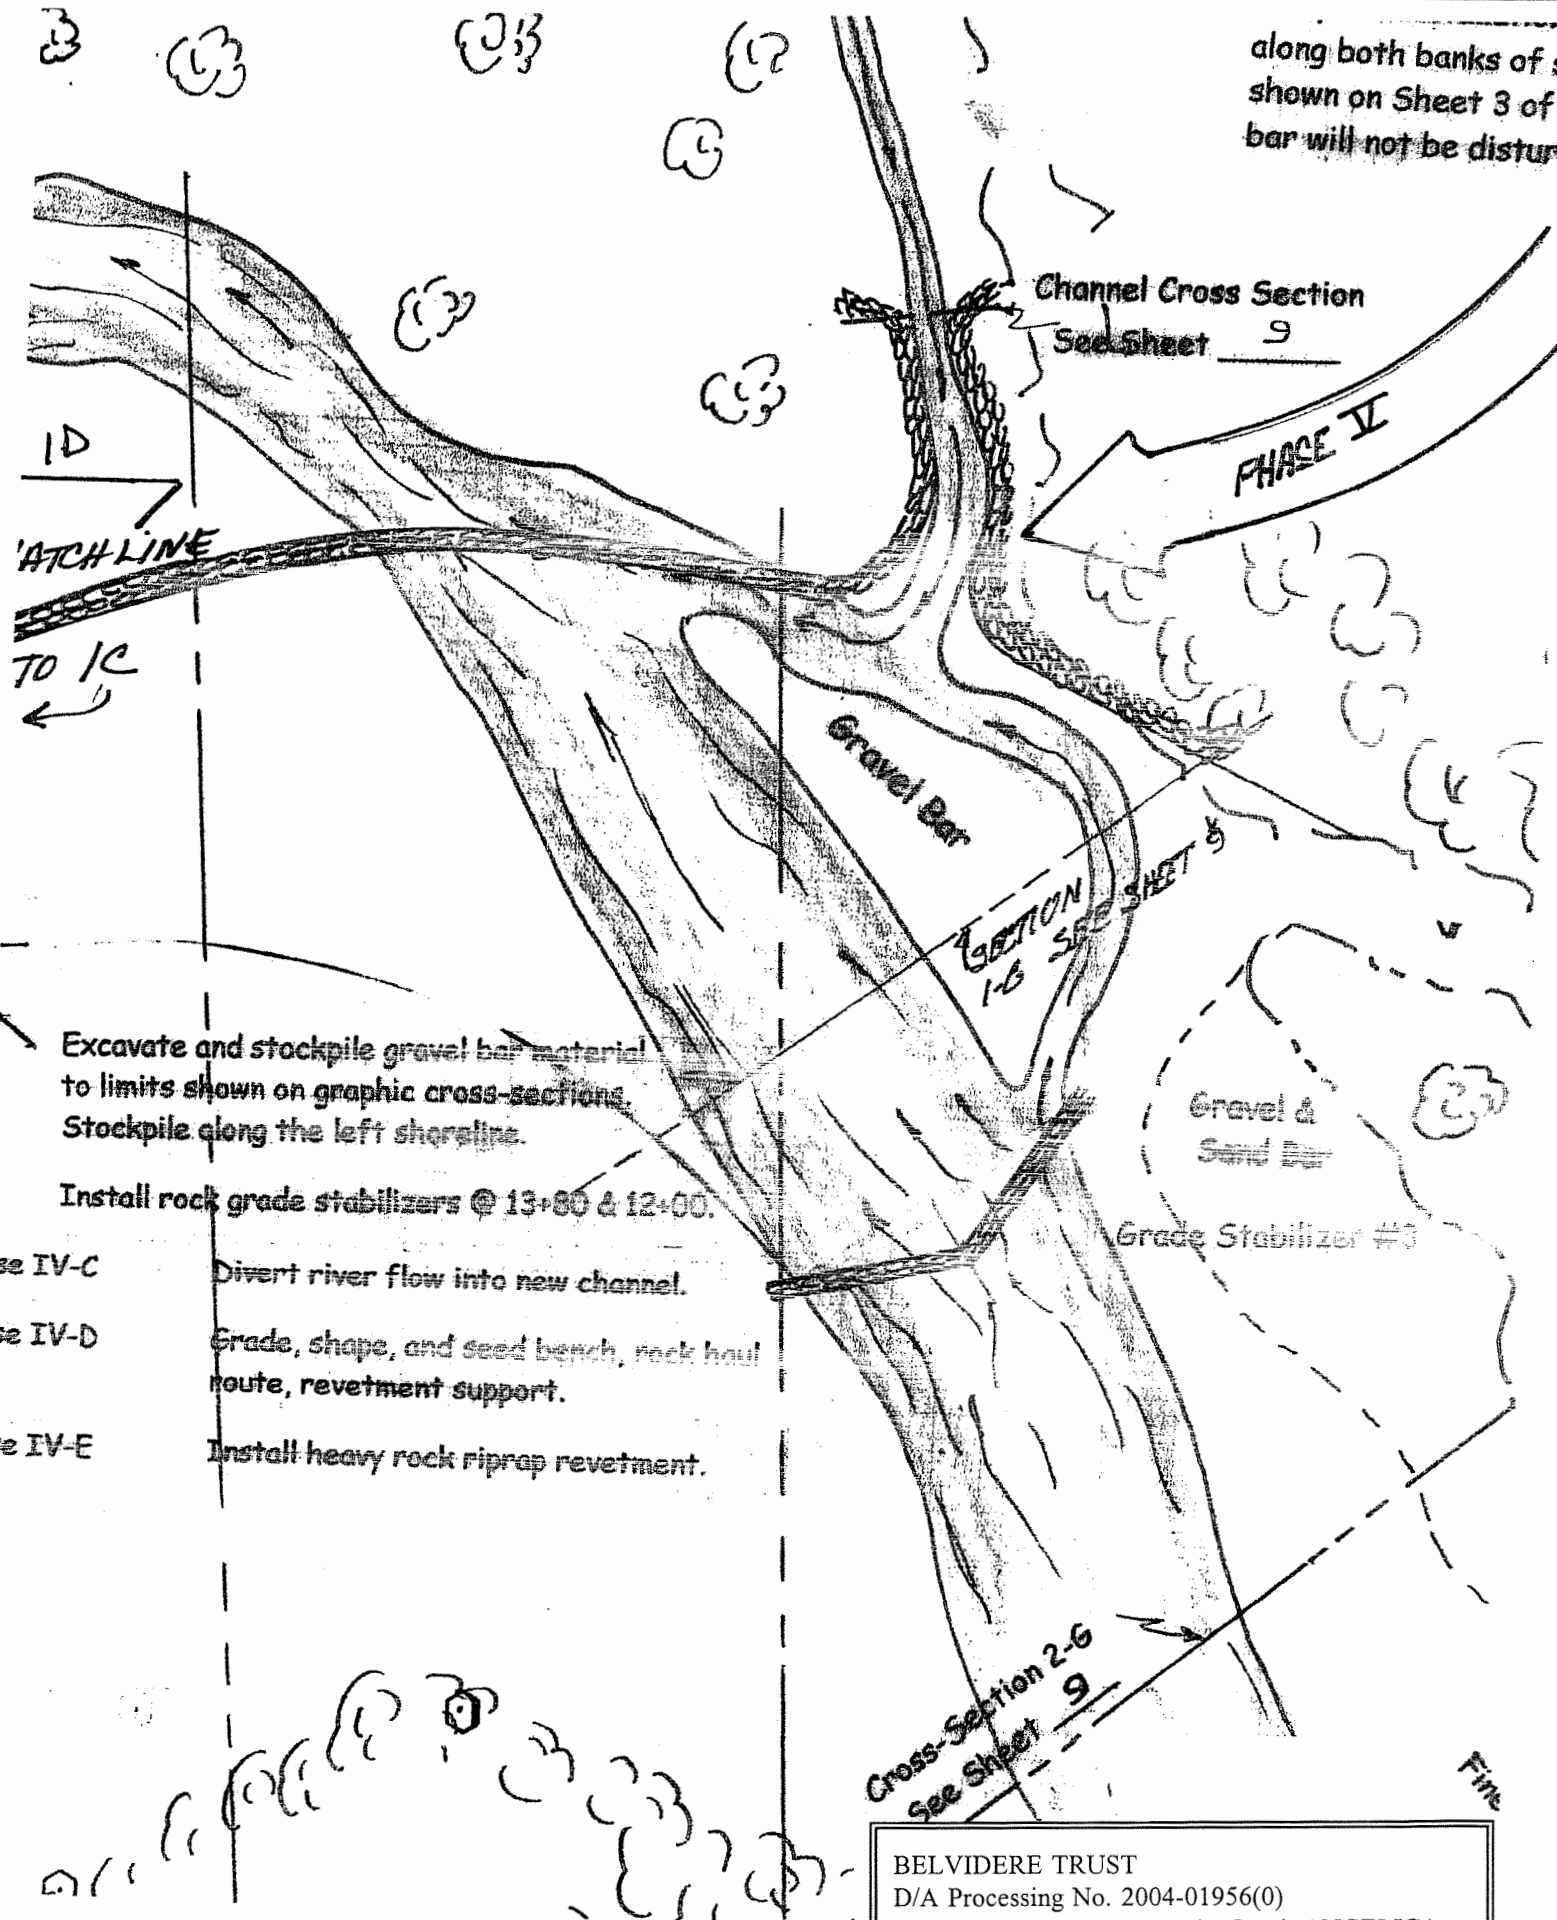 along both banks of
shown on Sheet 3 of
bar will not be
Channel Cross Section
See Sheet 9
PHASE V
1D
'ATCH LINE
TO 1C
Gravel Bar
SECTION
1-G SEE SHEET 9
Excavate and stockpile gravel bar material
to limits shown on graphic cross-sections.
Stockpile along the left shoreline.
Install rock grade stabilizers @ 13+80 & 12+00.
se IV-C Divert river flow into new channel.
se IV-D Grade, shape, and seed bench, rock haul
route, revetment support.
e IV-E Install heavy rock riprap revetment.
Gravel &
Sand Bar
Grade Stabilizer #3
Cross-Section 2-G
See Sheet 9
Fine
BELVIDERE TRUST
D/A Processing No. 2004-01956(0)